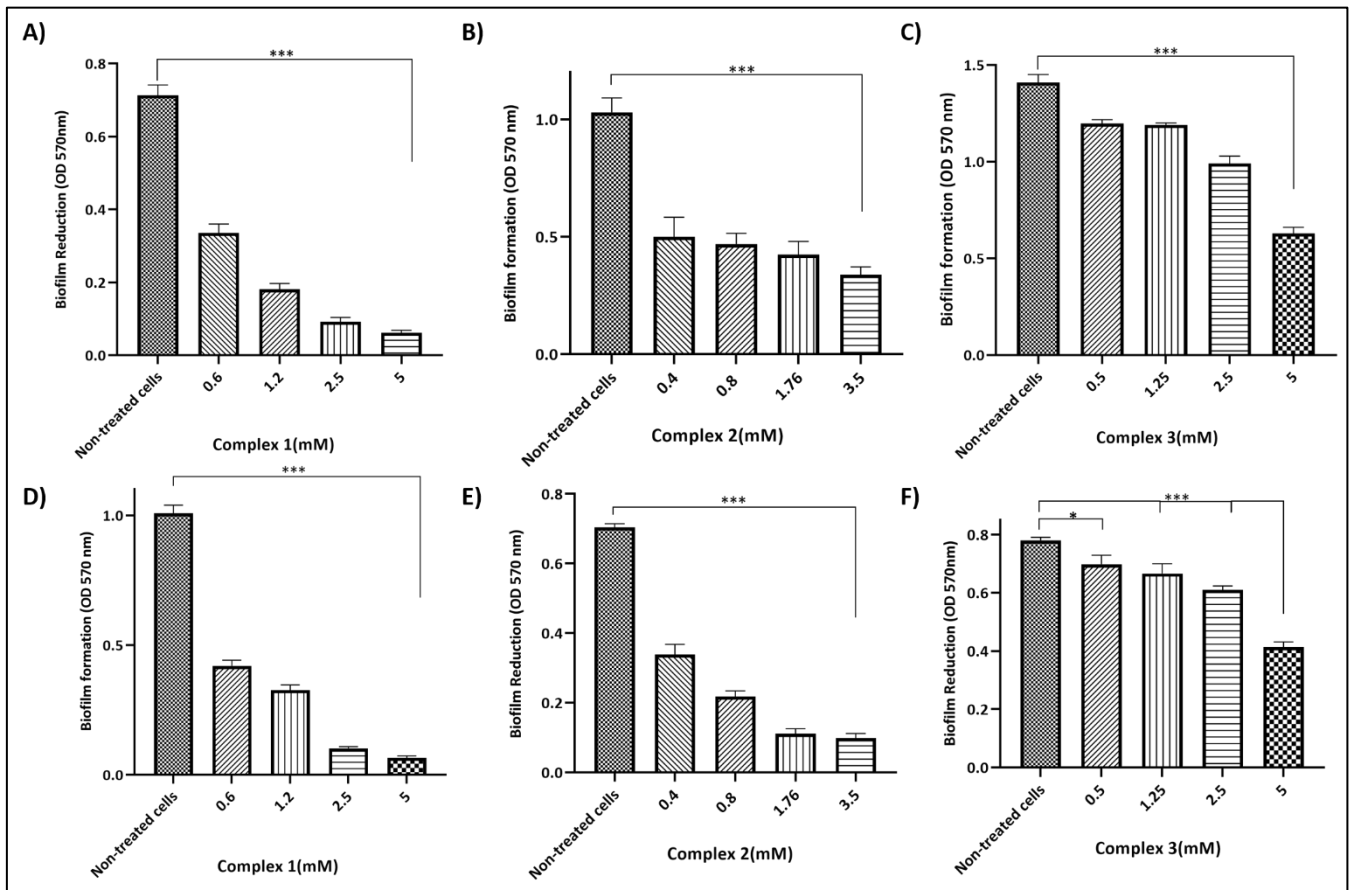 A)
***
Biofilm Reduction (OD 570nm)
0.8
0.6
0.4
0.2
0.0
Non-treated cells
0.6
1.2
2.5
5
Complex 1(mM)
B)
***
Biofilm formation (OD 570 nm)
1.0
0.5
0.0
Non-treated cells
0.4
0.8
1.76
3.5
Complex 2(mM)
C)
***
Biofilm formation (OD 570 nm)
1.5
1.0
0.5
0.0
Non-treated cells
0.5
1.25
2.5
5
Complex 3(mM)
D)
***
Biofilm formation (OD 570 nm)
1.0
0.5
0.0
Non-treated cells
0.6
1.2
2.5
5
Complex 1(mM)
E)
***
Biofilm Reduction (OD 570 nm)
0.8
0.6
0.4
0.2
0.0
Non-treated cells
0.4
0.8
1.76
3.5
Complex 2(mM)
F)
***
*
Biofilm Reduction (OD 570nm)
0.8
0.6
0.4
0.2
0.0
Non-treated cells
0.5
1.25
2.5
5
Complex 3(mM)